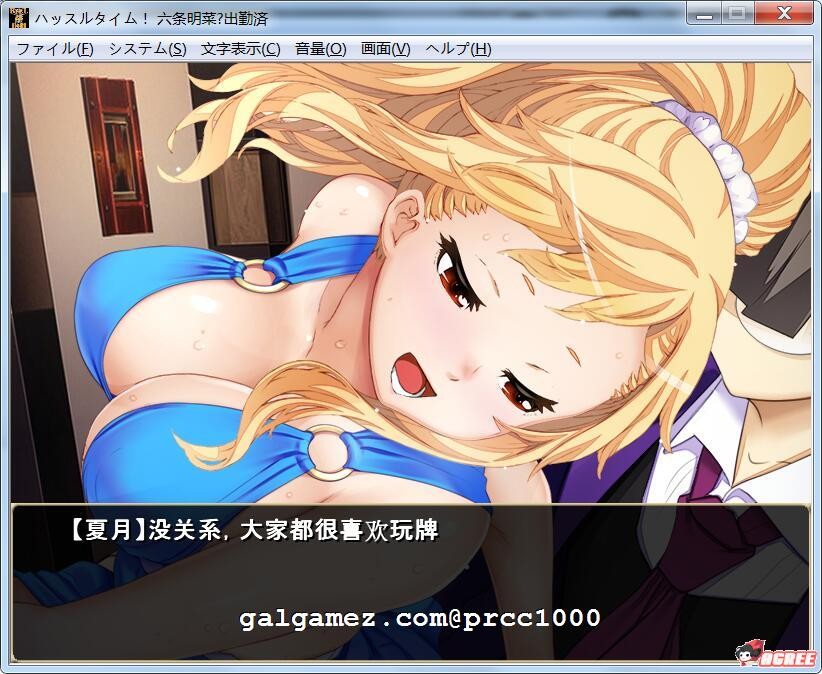 ハッスルタイム！ 六条明菜?出勤済
ファイル(F) システム(S) 文字表示(C) 音量(O) 画面(V) ヘルプ(H)
【夏月】没关系, 大家都很喜欢玩牌
galgamez.com@prcc1000
AGREE